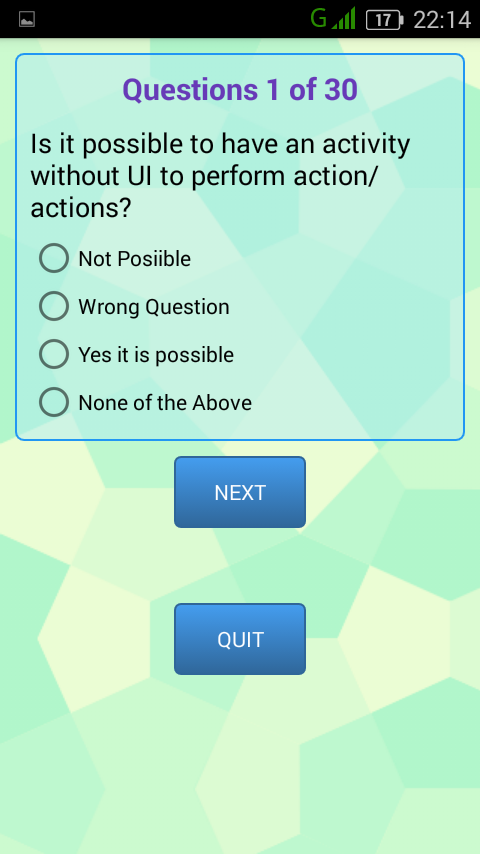 G 17 22:14
Questions 1 of 30
Is it possible to have an activity
without UI to perform action/
actions?
Not Posiible
Wrong Question
Yes it is possible
None of the Above
NEXT
QUIT